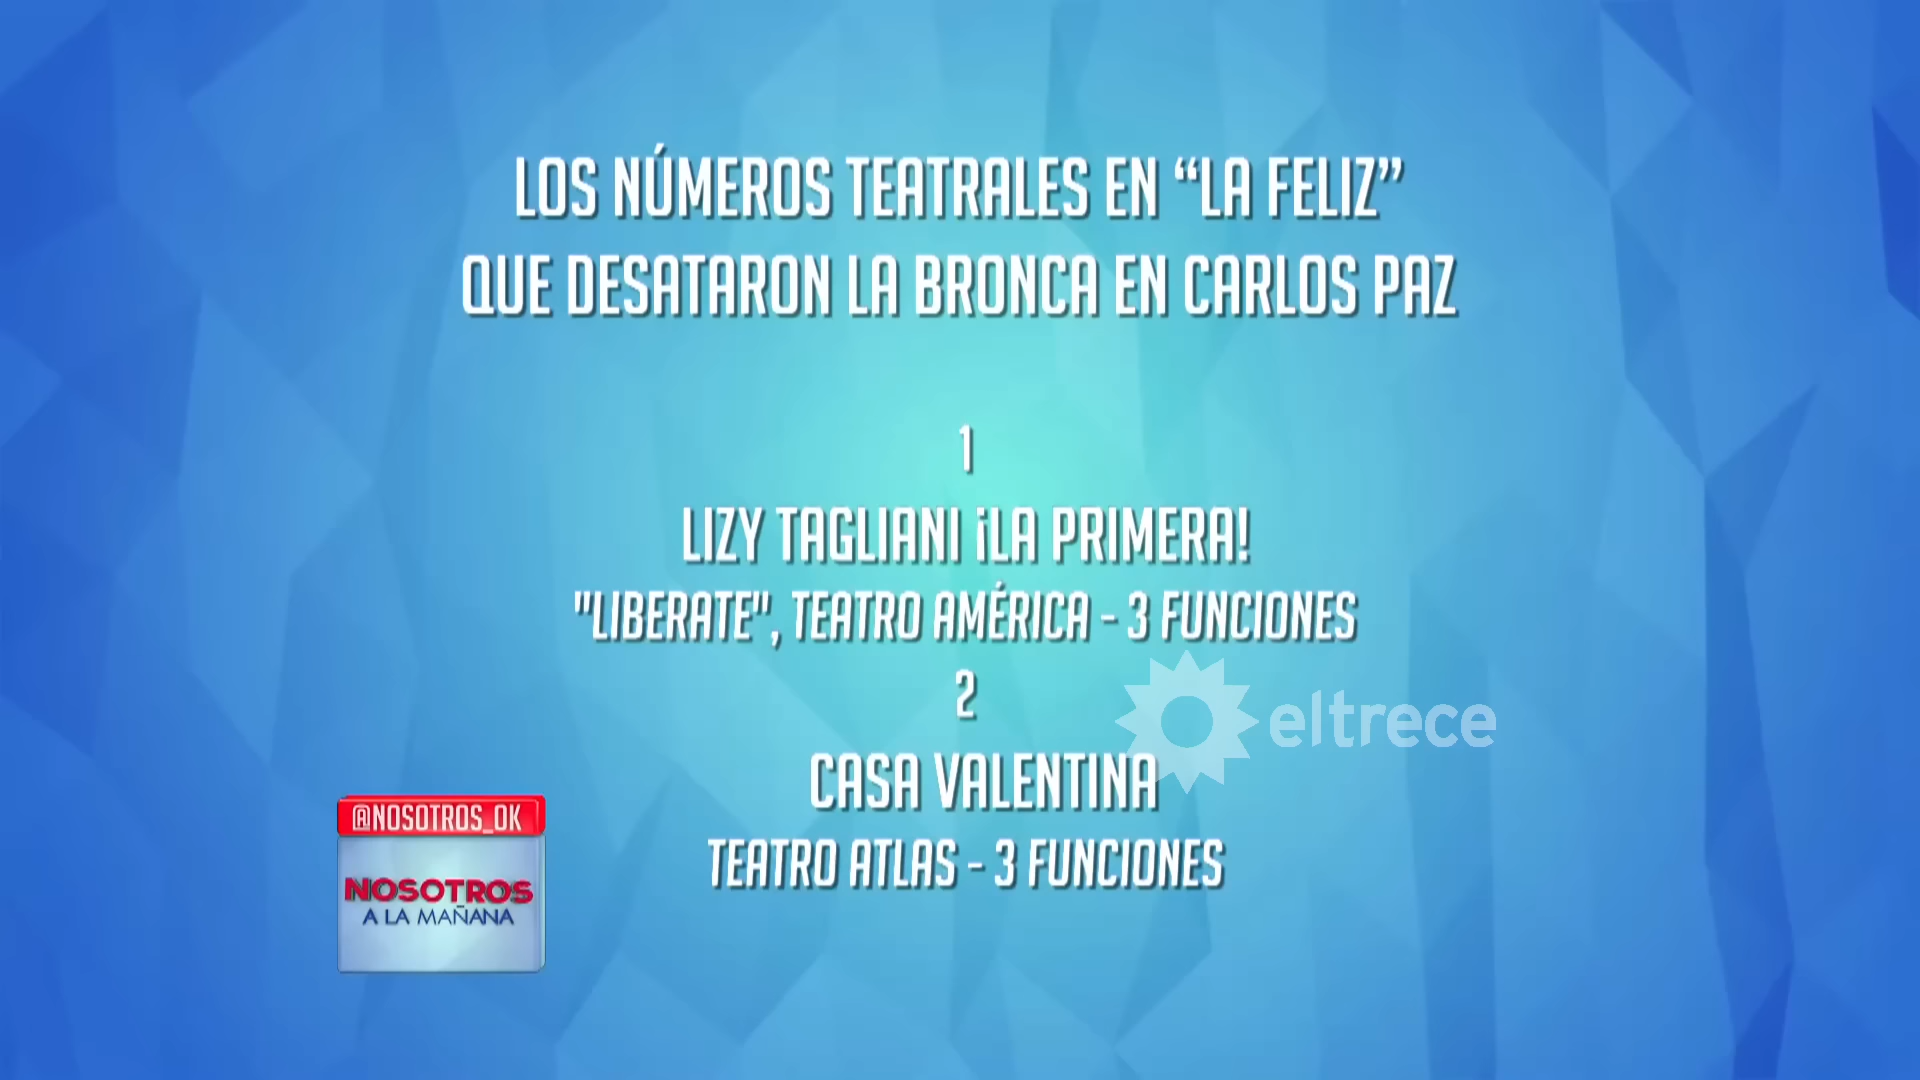 LOS NÚMEROS TEATRALES EN “LA FELIZ”
QUE DESATARON LA BRONCA EN CARLOS PAZ
1
LIZY TAGLIANI ¡LA PRIMERA!
"LIBERATE", TEATRO AMÉRICA - 3 FUNCIONES
2
eltrece
CASA VALENTINA
TEATRO ATLAS - 3 FUNCIONES
@NOSOTROS_OK
NOSOTROS
A LA MAÑANA